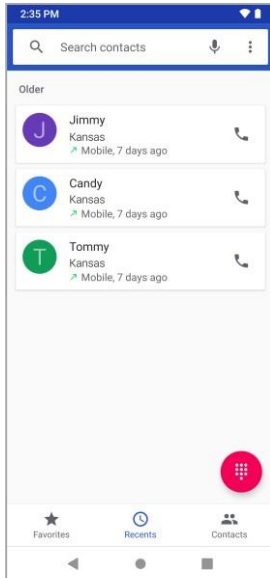 2:35 PM
Search contacts
Older
J
Jimmy
Kansas
Mobile, 7 days ago
C
Candy
Kansas
Mobile, 7 days ago
T
Tommy
Kansas
Mobile, 7 days ago
Favorites
Recents
Contacts